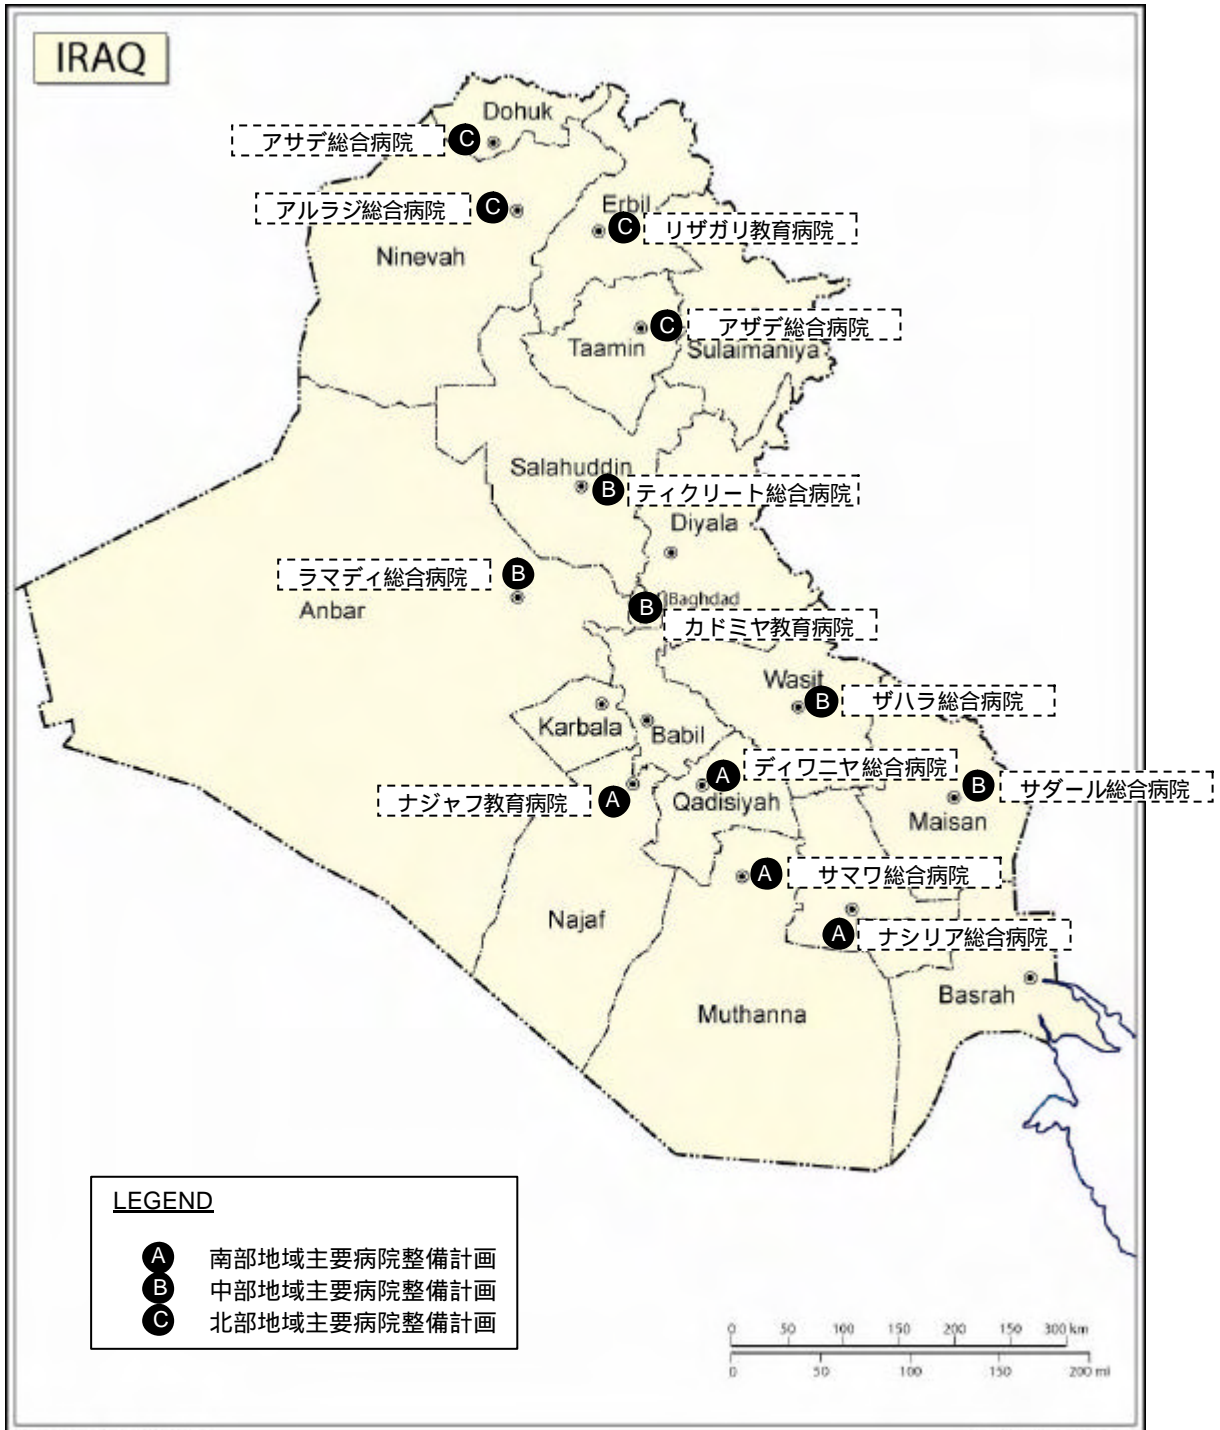 IRAQ
Dohuk
アサデ総合病院
C
アルラジ総合病院
C
Erbil
C
リザガリ教育病院
Ninevah
C
アザデ総合病院
Taamin
Sulaimaniya
Salahuddin
B
ティクリート総合病院
Diyala
ラマディ総合病院
B
Anbar
B
Baghdad
カドミヤ教育病院
Wasit
B
ザハラ総合病院
Karbala
Babil
A
ディワニヤ総合病院
Qadisiyah
B
サダール総合病院
ナジャフ教育病院
A
Maisan
A
サマワ総合病院
Najaf
A
ナシリア総合病院
Basrah
Muthanna
LEGEND
A 南部地域主要病院整備計画
B 中部地域主要病院整備計画
C 北部地域主要病院整備計画
0 50 100 150 200 150 300 km
0 50 100 150 200 mi